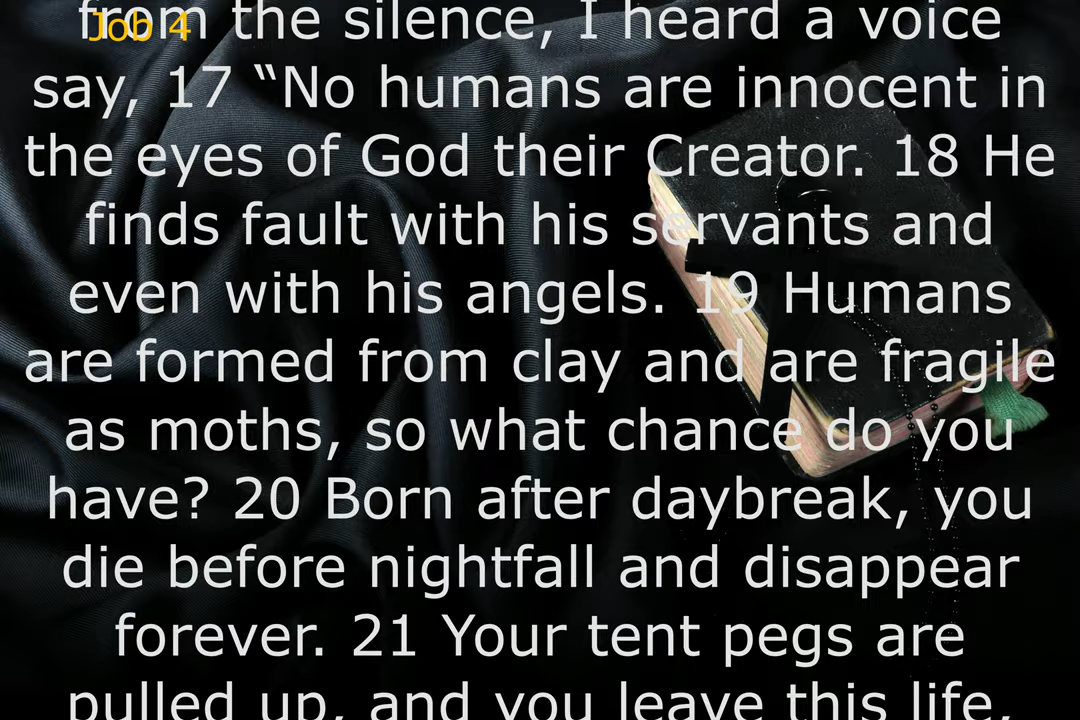 Job 4
from the silence, I heard a voice
say, 17 “No humans are innocent in
the eyes of God their Creator. 18 He
finds fault with his servants and
even with his angels. 19 Humans
are formed from clay and are fragile
as moths, so what chance do you
have? 20 Born after daybreak, you
die before nightfall and disappear
forever. 21 Your tent pegs are
pulled up, and you leave this life,